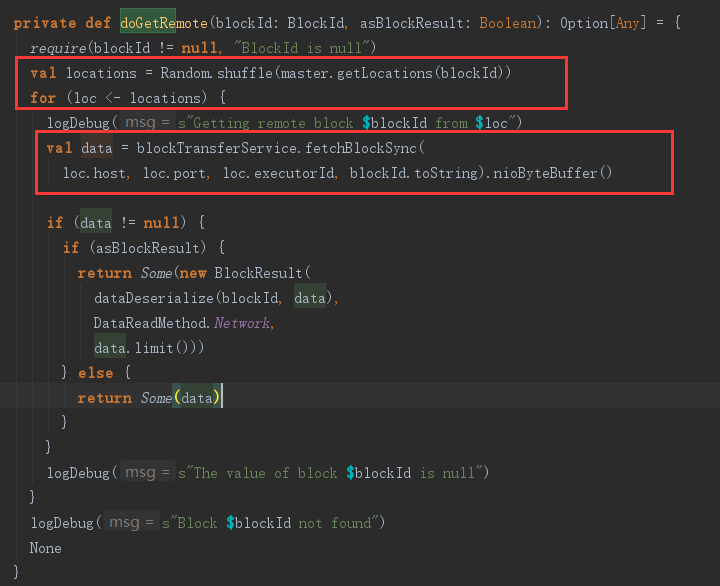 private def doGetRemote(blockId: BlockId, asBlockResult: Boolean): Option[Any] = {
require(blockId != null, "BlockId is null")
val locations = Random.shuffle(master.getLocations(blockId))
for (loc <- locations) {
logDebug( msg = s"Getting remote block $blockId from $loc")
val data = blockTransferService.fetchBlockSync(
loc.host, loc.port, loc.executorId, blockId.toString).nioByteBuffer()
if (data != null) {
if (asBlockResult) {
return Some(new BlockResult(
dataDeserialize(blockId, data),
DataReadMethod.Network,
data.limit()))
} else {
return Some(data)
}
}
logDebug( msg = s"The value of block $blockId is null")
}
logDebug( msg = s"Block $blockId not found")
None
}